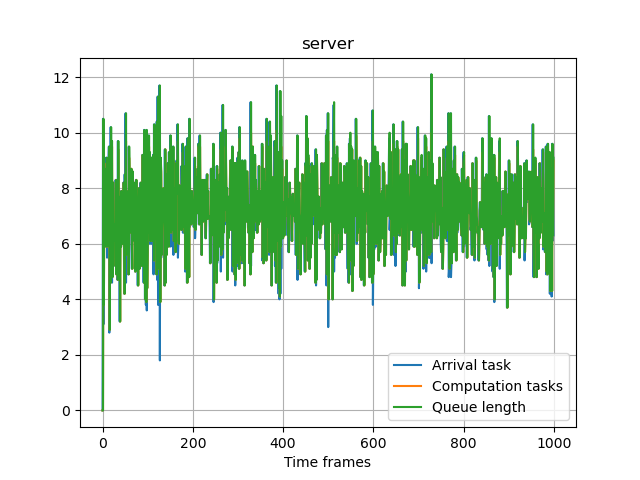 server
12
10
8
6
4
2
0
Arrival task
Computation tasks
Queue length
0 200 400 600 800 1000
Time frames